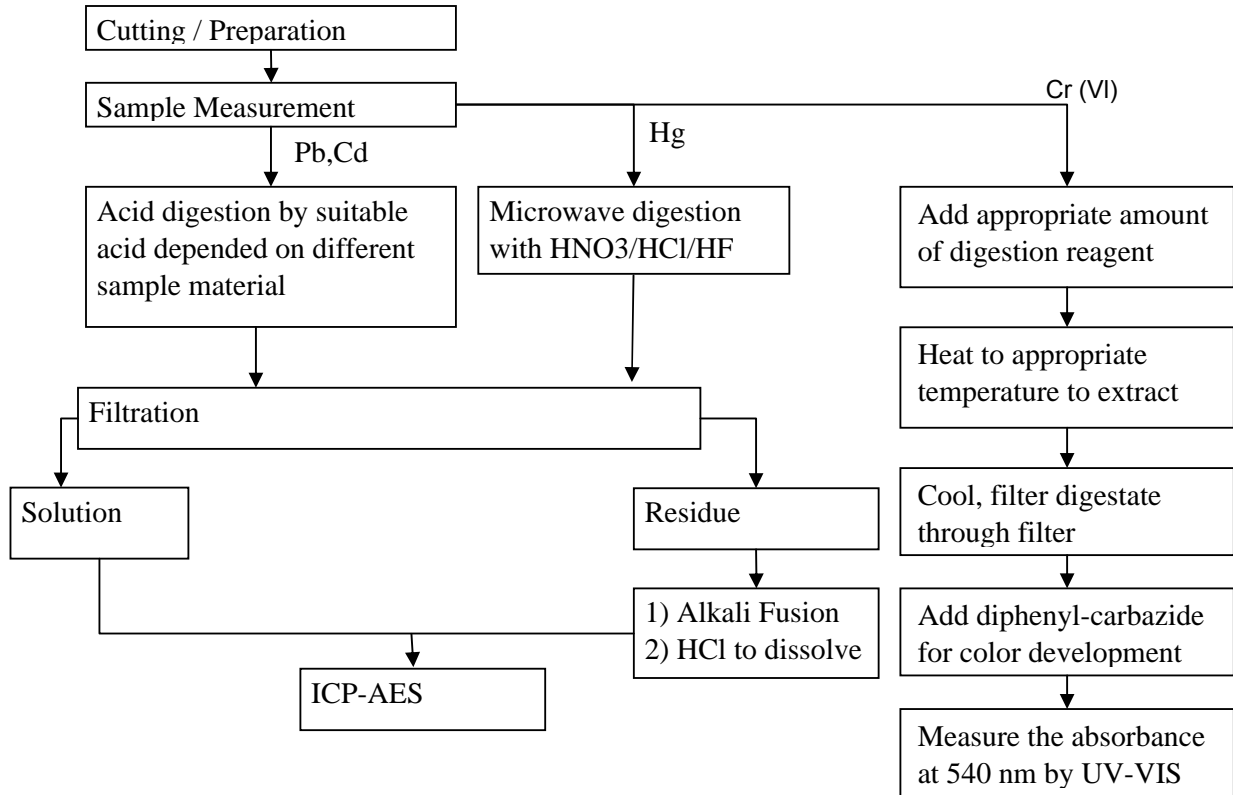 Cutting / Preparation
Sample Measurement
Cr (VI)
Pb,Cd
Hg
Acid digestion by suitable
acid depended on different
sample material
Microwave digestion
with HNO3/HCl/HF
Add appropriate amount
of digestion reagent
Heat to appropriate
temperature to extract
Filtration
Solution
Residue
Cool, filter digestate
through filter
1) Alkali Fusion
2) HCl to dissolve
Add diphenyl-carbazide
for color development
ICP-AES
Measure the absorbance
at 540 nm by UV-VIS